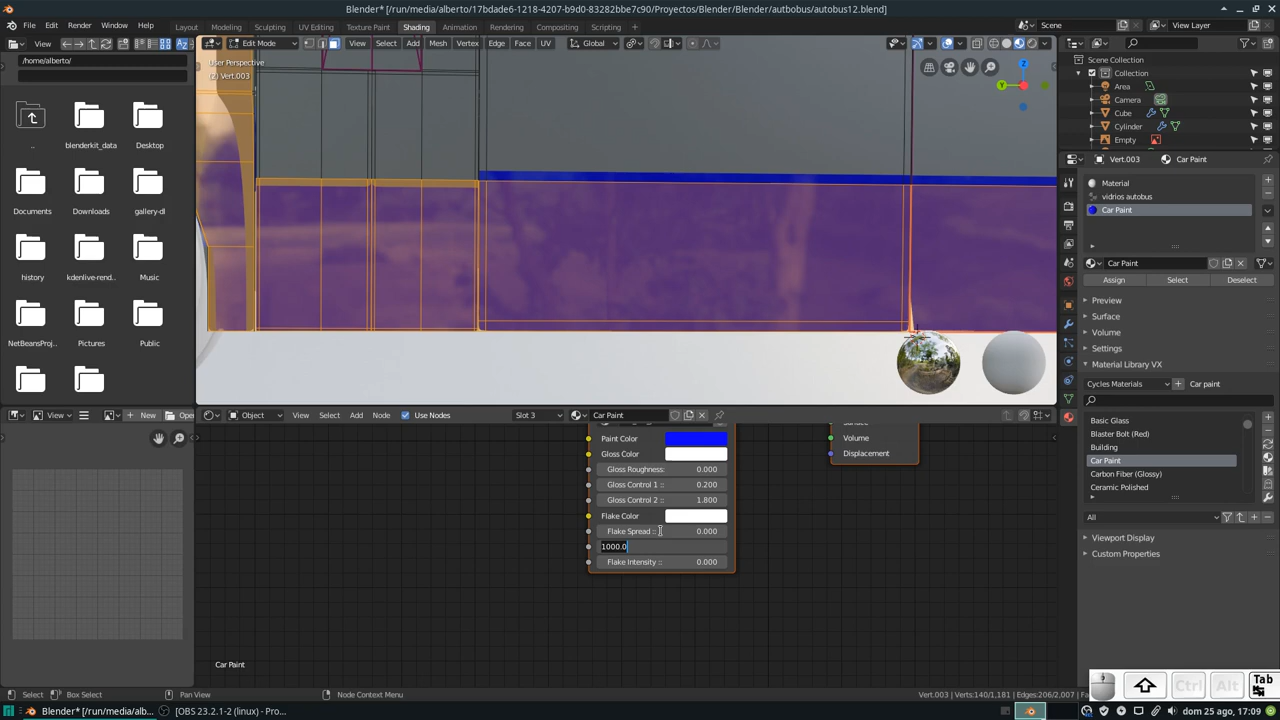 Blender* [/run/media/alberto/17bdade6-1218-4207-b9d0-83282bbe7c90/Proyectos/Blender/Blender/autbobus/autobus12.blend]
File Edit Render Window Help Layout Modeling Sculpting UV Editing Texture Paint Shading Animation Rendering Compositing Scripting Scene View Layer
View Edit Mode View Select Add Mesh Vertex Edge Face UV Global
/home/alberto/
User Perspective
(2) Vert.003
Z
Y
Scene Collection
Collection
Area
Camera
Cube
Cylinder
Empty
..
blenderkit_data
Desktop
Documents
Downloads
gallery-dl
history
kdenlive-rend..
Music
NetBeansProj..
Pictures
Public
Vert.003 Car Paint
Material
vidrios autobus
Car Paint
Car Paint
Assign Select Deselect
Preview
Surface
Volume
Settings
Material Library VX
Cycles Materials Car paint
Basic Glass
Blaster Bolt (Red)
Building
Car Paint
Carbon Fiber (Glossy)
Ceramic Polished
All
Viewport Display
Custom Properties
View New Open
Object View Select Add Node Use Nodes Slot 3 Car Paint
Paint Color
Gloss Color
Gloss Roughness: 0.000
Gloss Control 1 :: 0.200
Gloss Control 2 :: 1.800
Flake Color
Flake Spread :: 0.000
1000.0
Flake Intensity :: 0.000
Surface
Volume
Displacement
Car Paint
Ctrl Alt Tab
Select Box Select Pan View Node Context Menu Vert.003 | Verts:140/1,181 | Edges:206/2,007
Blender* [/run/media/alb... [OBS 23.2.1-2 (linux) - Pro... dom 25 ago, 17:09